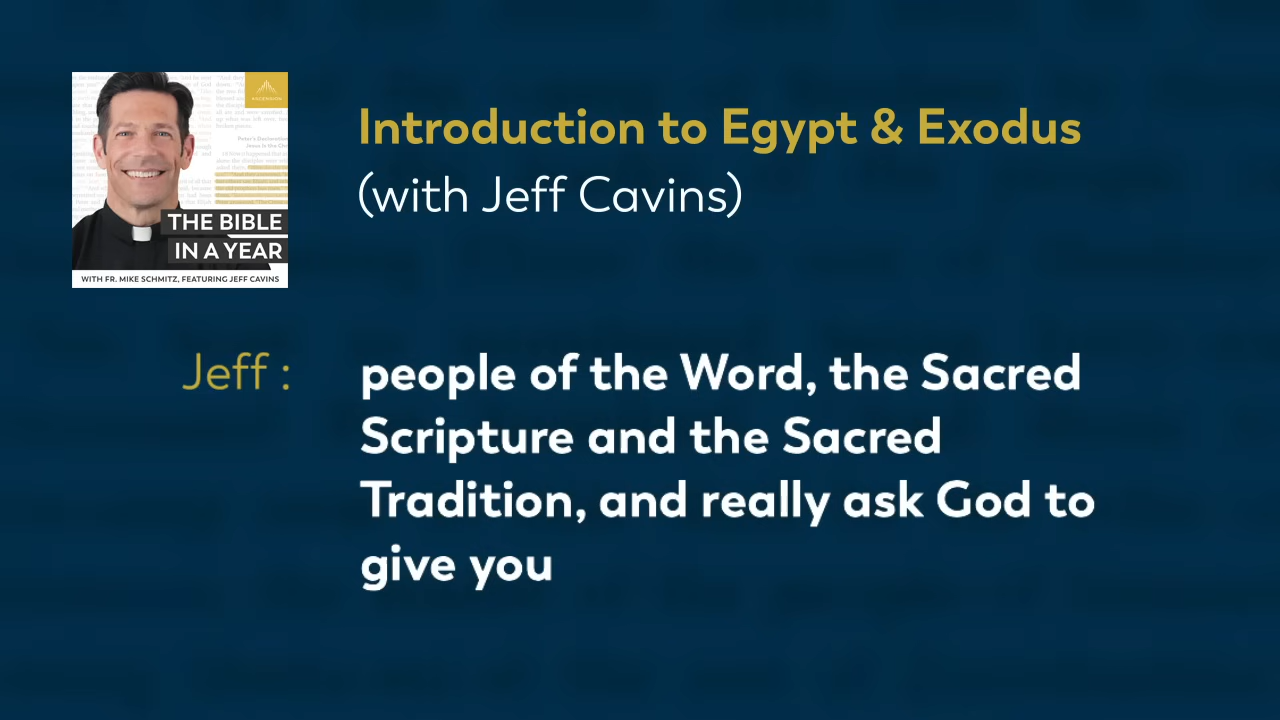 Introduction to Egypt & Exodus
(with Jeff Cavins)
THE BIBLE
IN A YEAR
WITH FR. MIKE SCHMITZ, FEATURING JEFF CAVINS
Jeff :
people of the Word, the Sacred
Scripture and the Sacred
Tradition, and really ask God to
give you